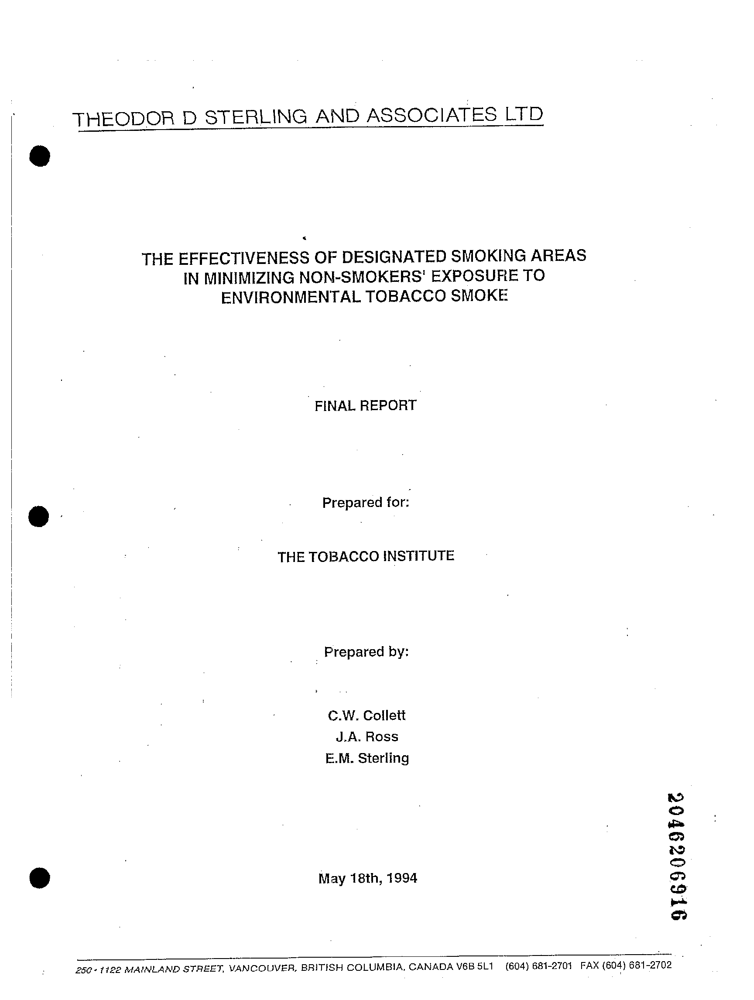 THEODOR D STERLING AND ASSOCIATES LTD
THE EFFECTIVENESS OF DESIGNATED SMOKING AREAS
IN MINIMIZING NON-SMOKERS' EXPOSURE TO
ENVIRONMENTAL TOBACCO SMOKE
FINAL REPORT
Prepared for:
THE TOBACCO INSTITUTE
Prepared by:
C.W. Collett
J.A. Ross
E.M. Sterling
May 18th, 1994
2046206916
250 - 1122 MAINLAND STREET, VANCOUVER, BRITISH COLUMBIA, CANADA V6B 5L1 (604) 681-2701 FAX (604) 681-2702